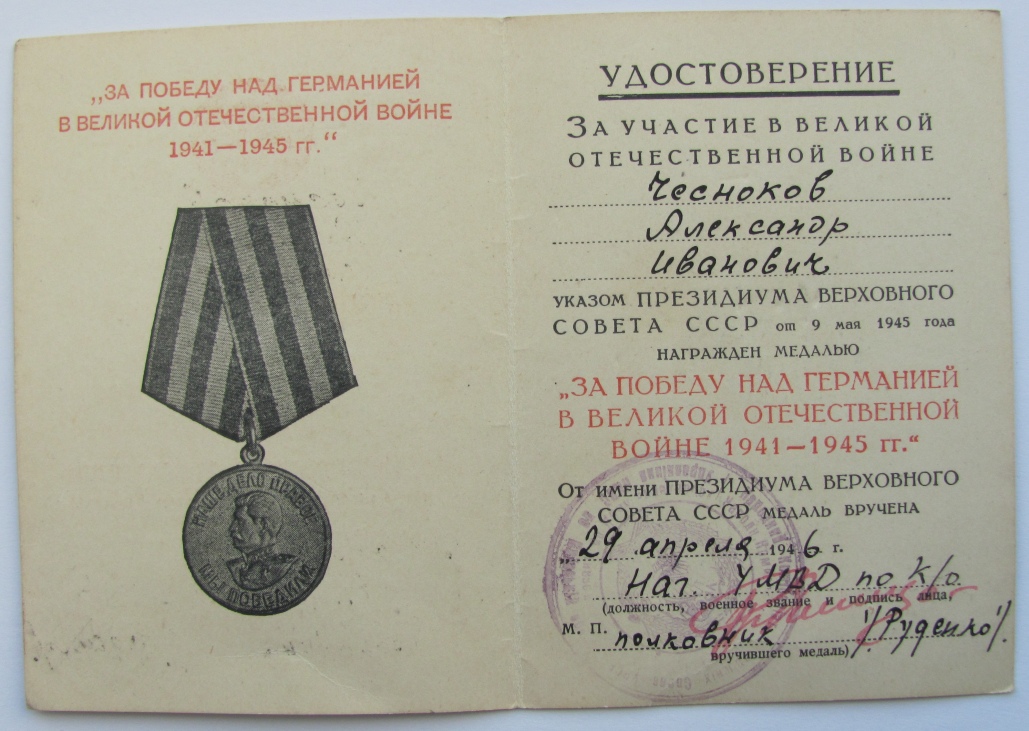 „ЗА ПОБЕДУ НАД ГЕРМАНИЕЙ
В ВЕЛИКОЙ ОТЕЧЕСТВЕННОЙ ВОЙНЕ
1941—1945 гг.“
НАШЕ ДЕЛО ПРАВОЕ
МЫ ПОБЕДИЛИ
УДОСТОВЕРЕНИЕ
ЗА УЧАСТИЕ В ВЕЛИКОЙ
ОТЕЧЕСТВЕННОЙ ВОЙНЕ
Чесноков
Александр
Иванович
УКАЗОМ ПРЕЗИДИУМА ВЕРХОВНОГО
СОВЕТА СССР от 9 мая 1945 года
НАГРАЖДЕН МЕДАЛЬЮ
„ЗА ПОБЕДУ НАД ГЕРМАНИЕЙ
В ВЕЛИКОЙ ОТЕЧЕСТВЕННОЙ
ВОЙНЕ 1941—1945 гг.“
ОТ ИМЕНИ ПРЕЗИДИУМА ВЕРХОВНОГО
СОВЕТА СССР МЕДАЛЬ ВРУЧЕНА
„29 апреля 1946 г.
Наг. УМВД по К/о
(должность, военное звание и подпись лица,
М. П. полковник /Руденко/.
вручившего медаль)